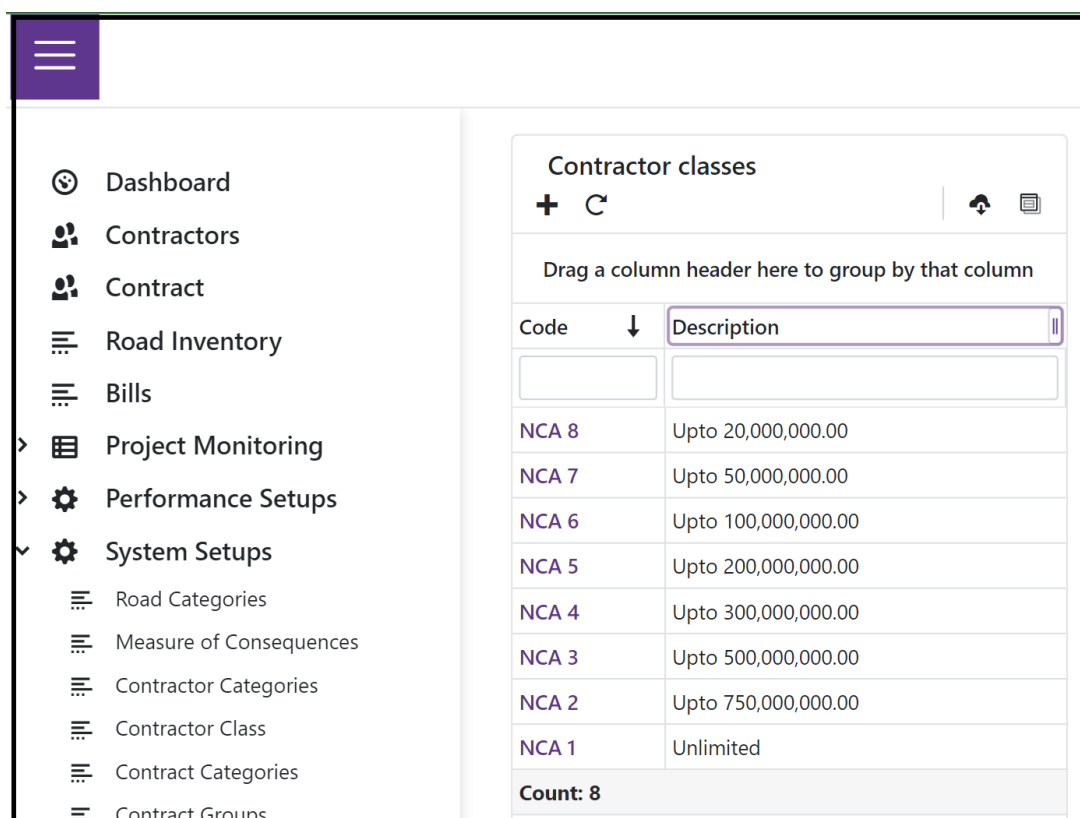 Dashboard
Contractors
Contract
Road Inventory
Bills
Project Monitoring
Performance Setups
System Setups
Road Categories
Measure of Consequences
Contractor Categories
Contractor Class
Contract Categories
Contract Groups
Contractor classes
Drag a column header here to group by that column
Code Description
NCA 8 Upto 20,000,000.00
NCA 7 Upto 50,000,000.00
NCA 6 Upto 100,000,000.00
NCA 5 Upto 200,000,000.00
NCA 4 Upto 300,000,000.00
NCA 3 Upto 500,000,000.00
NCA 2 Upto 750,000,000.00
NCA 1 Unlimited
Count: 8